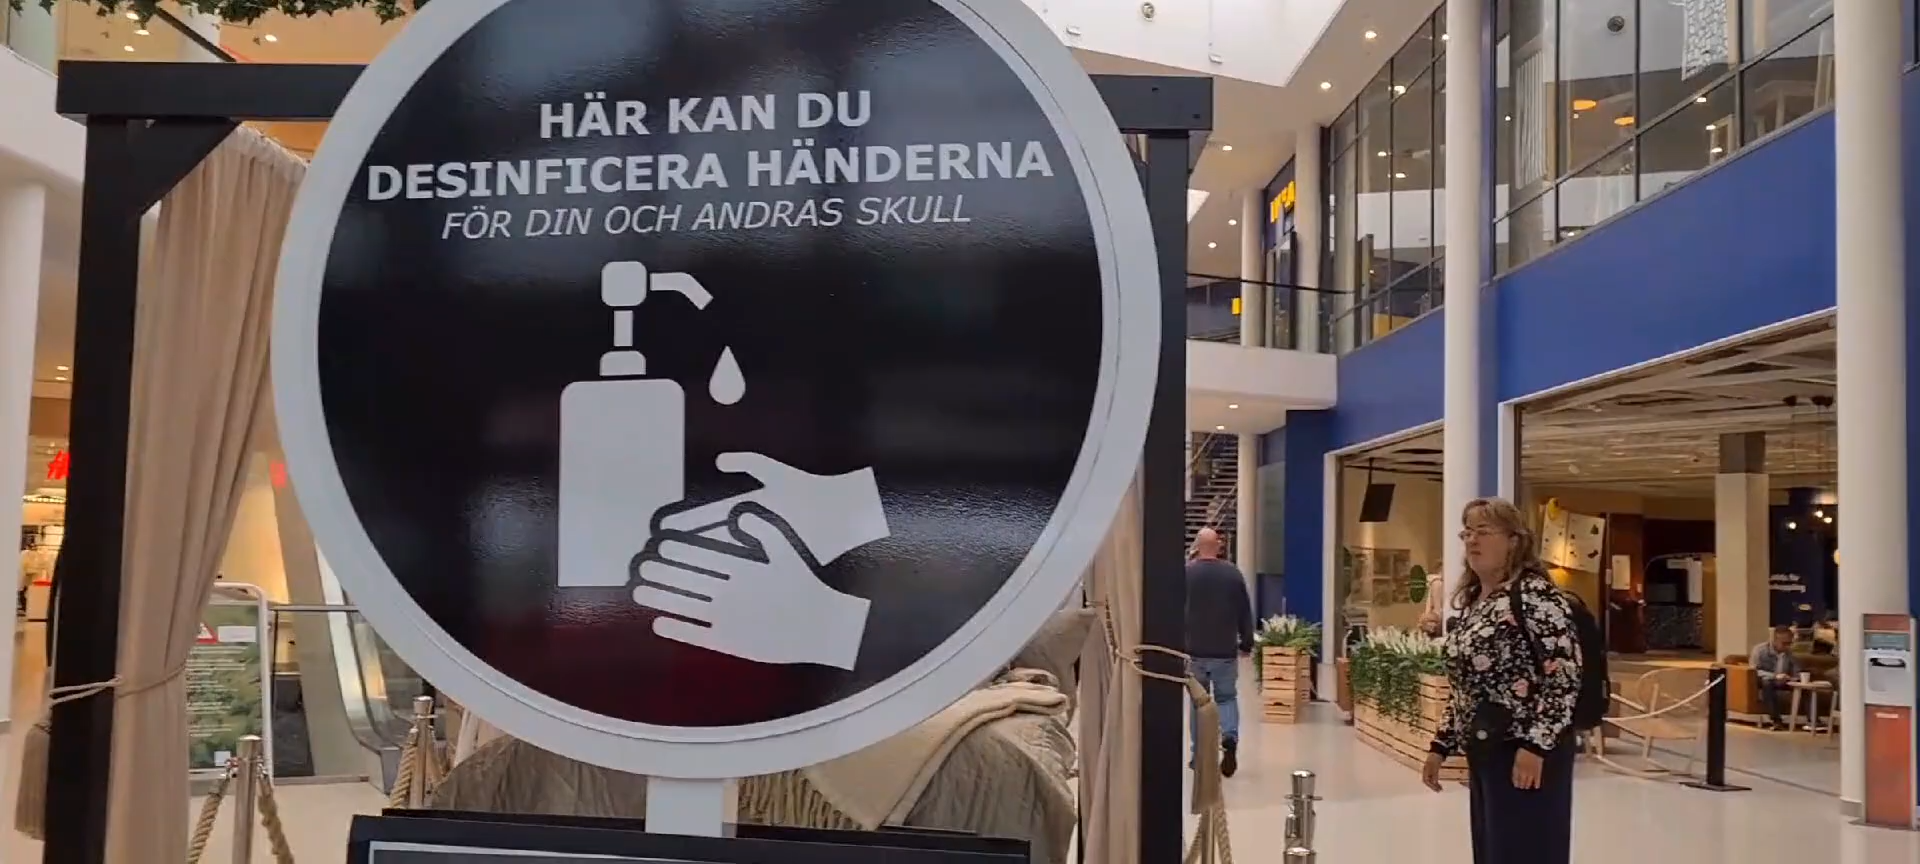 HÄR KAN DU
DESINFICERA HÄNDERNA
FÖR DIN OCH ANDRAS SKULL